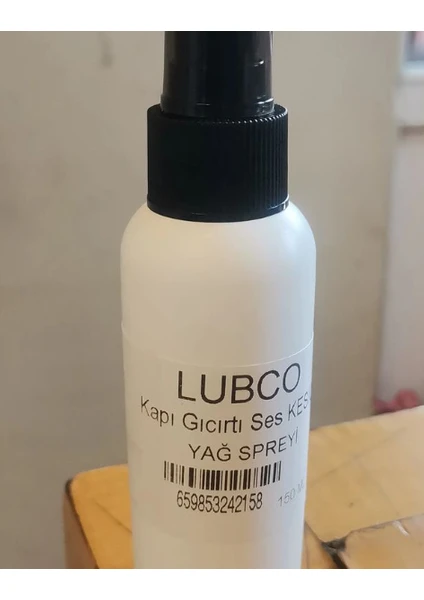 LUBCO
Kapı Gıcırtı Ses KES
YAĞ SPREYİ
659853242158
150